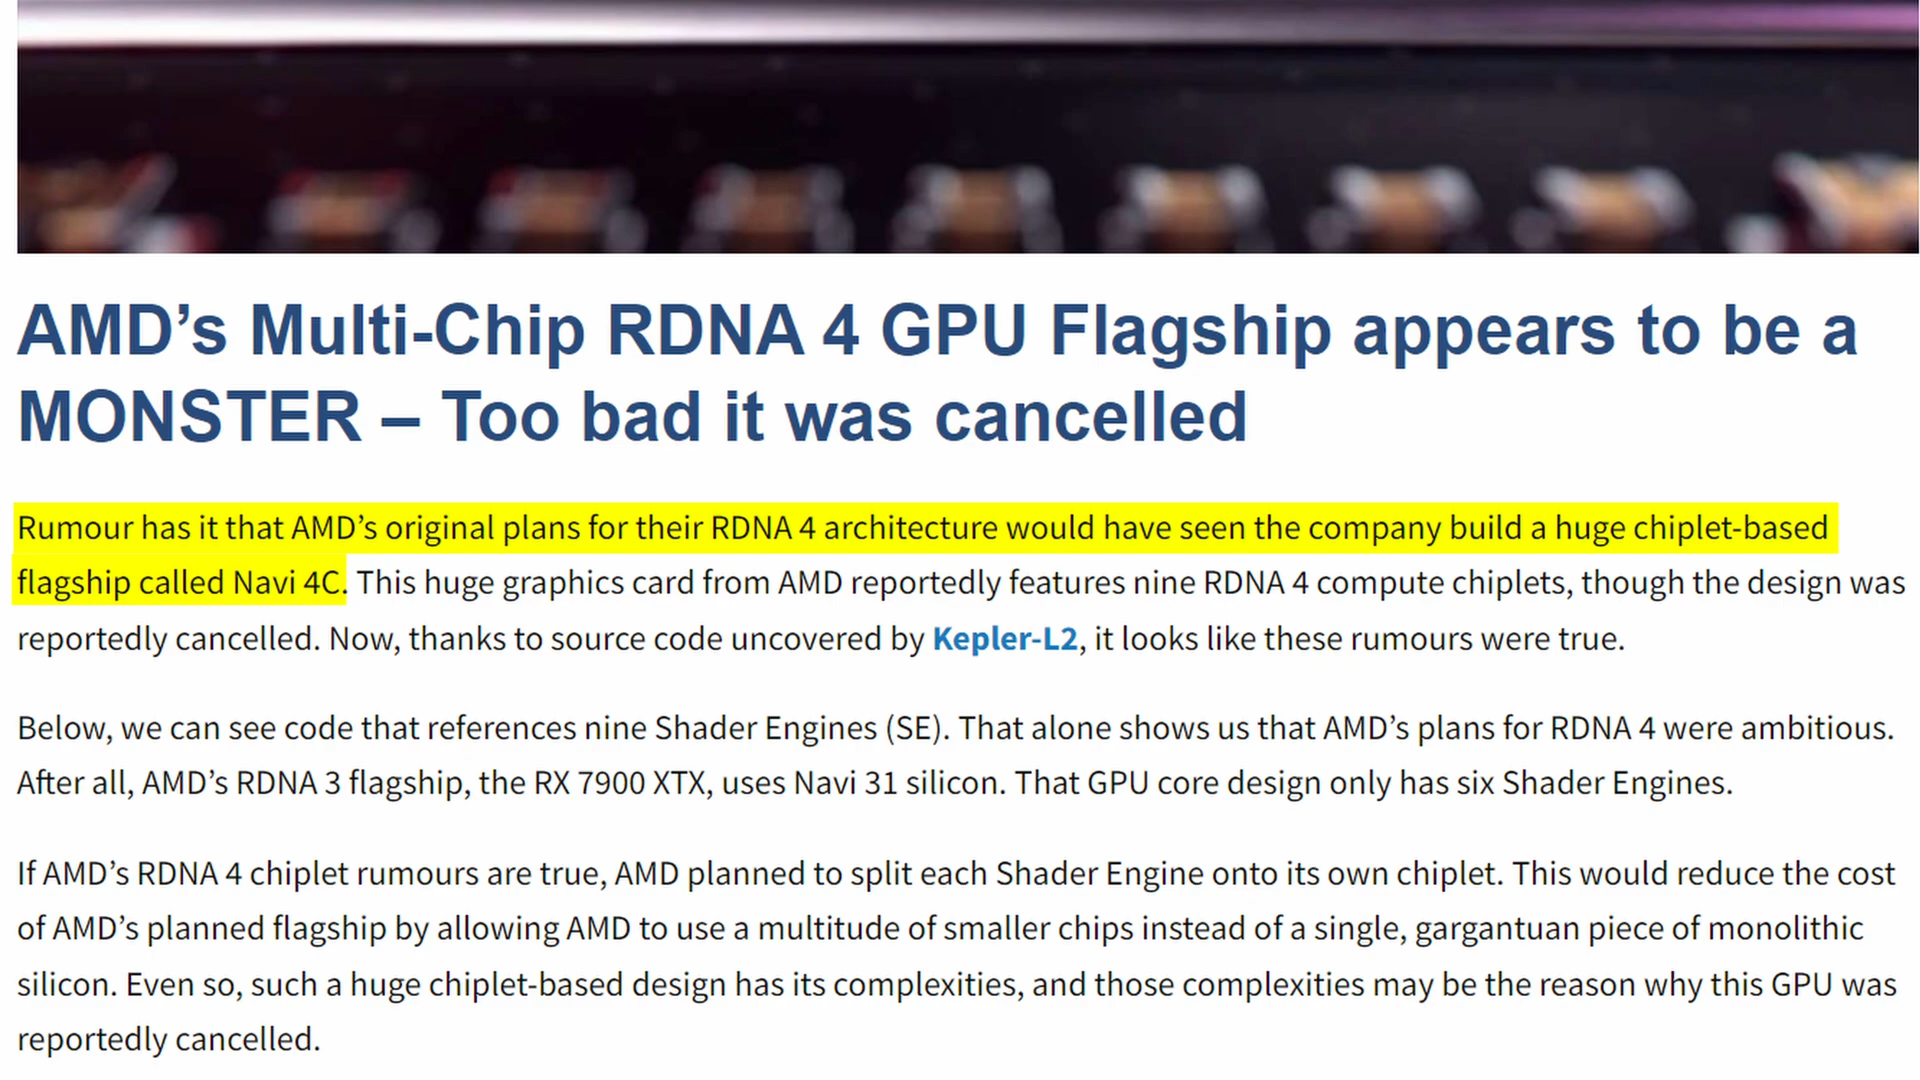 AMD’s Multi-Chip RDNA 4 GPU Flagship appears to be a
MONSTER – Too bad it was cancelled
Rumour has it that AMD’s original plans for their RDNA 4 architecture would have seen the company build a huge chiplet-based
flagship called Navi 4C. This huge graphics card from AMD reportedly features nine RDNA 4 compute chiplets, though the design was
reportedly cancelled. Now, thanks to source code uncovered by Kepler-L2, it looks like these rumours were true.
Below, we can see code that references nine Shader Engines (SE). That alone shows us that AMD’s plans for RDNA 4 were ambitious.
After all, AMD’s RDNA 3 flagship, the RX 7900 XTX, uses Navi 31 silicon. That GPU core design only has six Shader Engines.
If AMD’s RDNA 4 chiplet rumours are true, AMD planned to split each Shader Engine onto its own chiplet. This would reduce the cost
of AMD’s planned flagship by allowing AMD to use a multitude of smaller chips instead of a single, gargantuan piece of monolithic
silicon. Even so, such a huge chiplet-based design has its complexities, and those complexities may be the reason why this GPU was
reportedly cancelled.